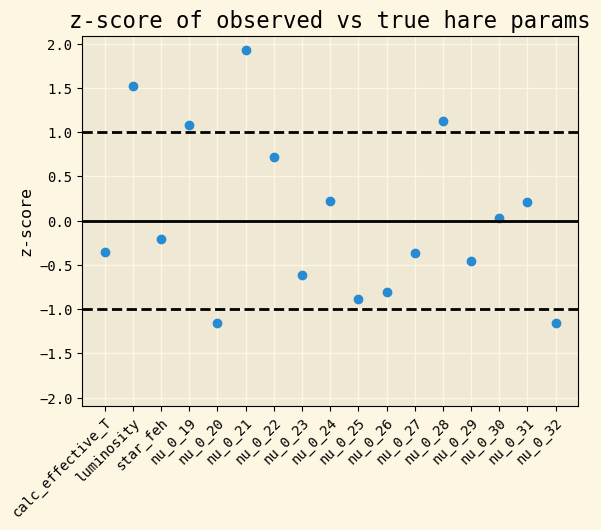 z-score of observed vs true hare params
z-score
2.0
1.5
1.0
0.5
0.0
−0.5
−1.0
−1.5
−2.0
calc_effective_T
luminosity
star_feh
nu_0_19
nu_0_20
nu_0_21
nu_0_22
nu_0_23
nu_0_24
nu_0_25
nu_0_26
nu_0_27
nu_0_28
nu_0_29
nu_0_30
nu_0_31
nu_0_32